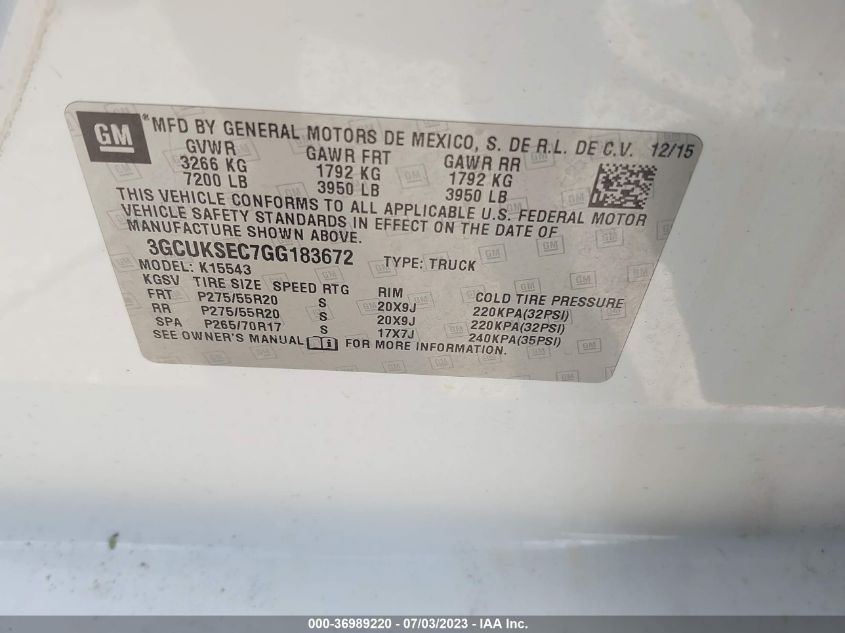 GM ®MFD BY GENERAL MOTORS DE MEXICO, S. DE R.L. DE C.V. 12/15
GVWR GAWR FRT GAWR RR
3266 KG 1792 KG 1792 KG
7200 LB 3950 LB 3950 LB
THIS VEHICLE CONFORMS TO ALL APPLICABLE U.S. FEDERAL MOTOR
VEHICLE SAFETY STANDARDS IN EFFECT ON THE DATE OF
MANUFACTURE SHOWN ABOVE.
3GCUKSEC7GG183672 TYPE: TRUCK
MODEL: K15543
KGSV TIRE SIZE SPEED RTG RIM COLD TIRE PRESSURE
FRT P275/55R20 S 20X9J 220KPA(32PSI)
RR P275/55R20 S 20X9J 220KPA(32PSI)
SPA P265/70R17 S 17X7J 240KPA(35PSI)
SEE OWNER'S MANUAL FOR MORE INFORMATION.
000-36989220 - 07/03/2023 - © IAA Inc.